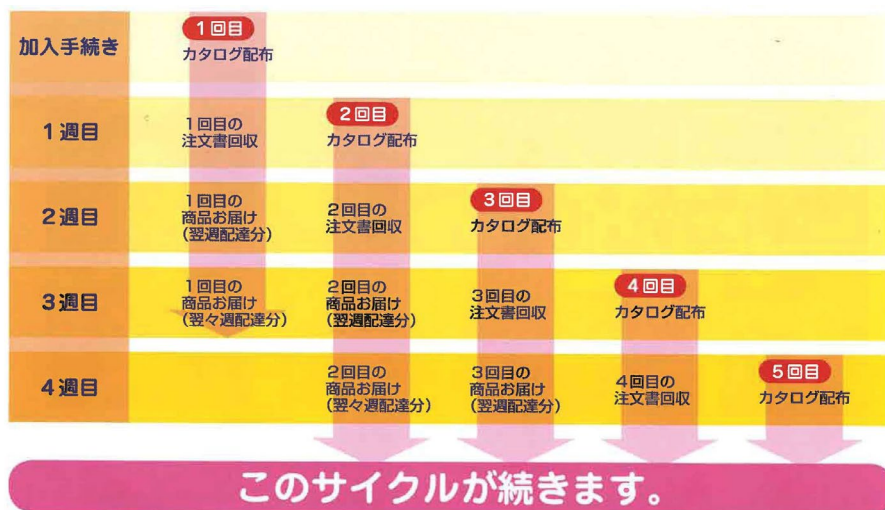 加入手続き
1回目
カタログ配布
1週目
1回目の
注文書回収
2回目
カタログ配布
2週目
1回目の
商品お届け
(翌週配達分)
2回目の
注文書回収
3回目
カタログ配布
3週目
1回目の
商品お届け
(翌々週配達分)
2回目の
商品お届け
(翌週配達分)
3回目の
注文書回収
4回目
カタログ配布
4週目
2回目の
商品お届け
(翌々週配達分)
3回目の
商品お届け
(翌週配達分)
4回目の
注文書回収
5回目
カタログ配布
このサイクルが続きます。